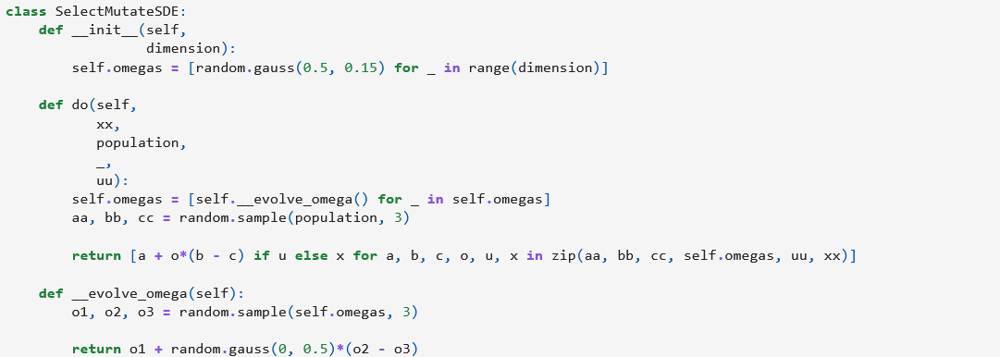 class SelectMutateSDE:
    def __init__(self,
                 dimension):
        self.omegas = [random.gauss(0.5, 0.15) for _ in range(dimension)]

    def do(self,
           xx,
           population,
           _,
           uu):
        self.omegas = [self.__evolve_omega() for _ in self.omegas]
        aa, bb, cc = random.sample(population, 3)

        return [a + o*(b - c) if u else x for a, b, c, o, u, x in zip(aa, bb, cc, self.omegas, uu, xx)]

    def __evolve_omega(self):
        o1, o2, o3 = random.sample(self.omegas, 3)

        return o1 + random.gauss(0, 0.5)*(o2 - o3)